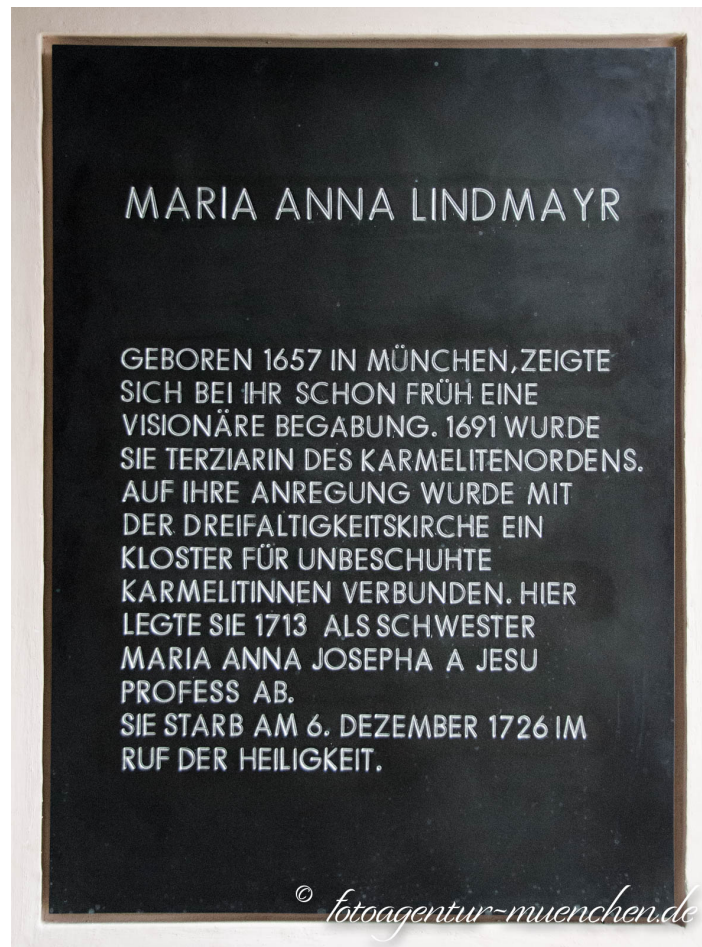 MARIA ANNA LINDMAYR
GEBOREN 1657 IN MÜNCHEN, ZEIGTE
SICH BEI IHR SCHON FRÜH EINE
VISIONÄRE BEGABUNG. 1691 WURDE
SIE TERZIARIN DES KARMELITENORDENS.
AUF IHRE ANREGUNG WURDE MIT
DER DREIFALTIGKEITSKIRCHE EIN
KLOSTER FÜR UNBESCHUHTE
KARMELITINNEN VERBUNDEN. HIER
LEGTE SIE 1713 ALS SCHWESTER
MARIA ANNA JOSEPHA A JESU
PROFESS AB.
SIE STARB AM 6. DEZEMBER 1726 IM
RUF DER HEILIGKEIT.
© fotoagentur-muenchen.de